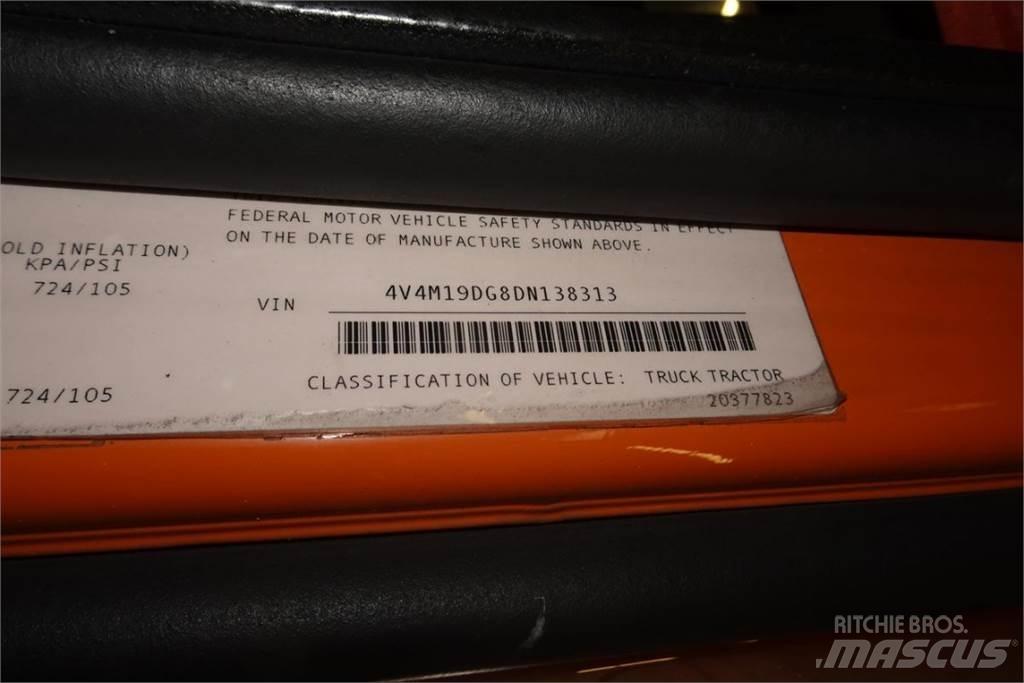 FEDERAL MOTOR VEHICLE SAFETY STANDARDS IN EFFECT
ON THE DATE OF MANUFACTURE SHOWN ABOVE.
OLD INFLATION)
KPA/PSI
724/105
VIN 4V4M19DG8DN138313
CLASSIFICATION OF VEHICLE: TRUCK TRACTOR
724/105
20377823
RITCHIE BROS.
MASCUS